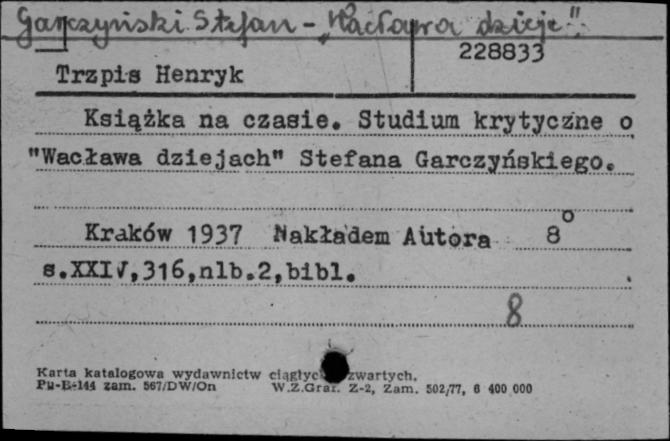 Garczyński Stefan - „Wacława dzieje".
228833
Trzpis Henryk
Książka na czasie. Studium krytyczne o
"Wacława dziejach" Stefana Garczyńskiego.
Kraków 1937 Nakładem Autora 8°
s.XXIV,316,nlb.2,bibl.
8
Karta katalogowa wydawnictw zwartych.
Pu-B-144 zam. 567/DW/On W.Z.Graf. Z-2, Zam. 502/77, 6 400 000